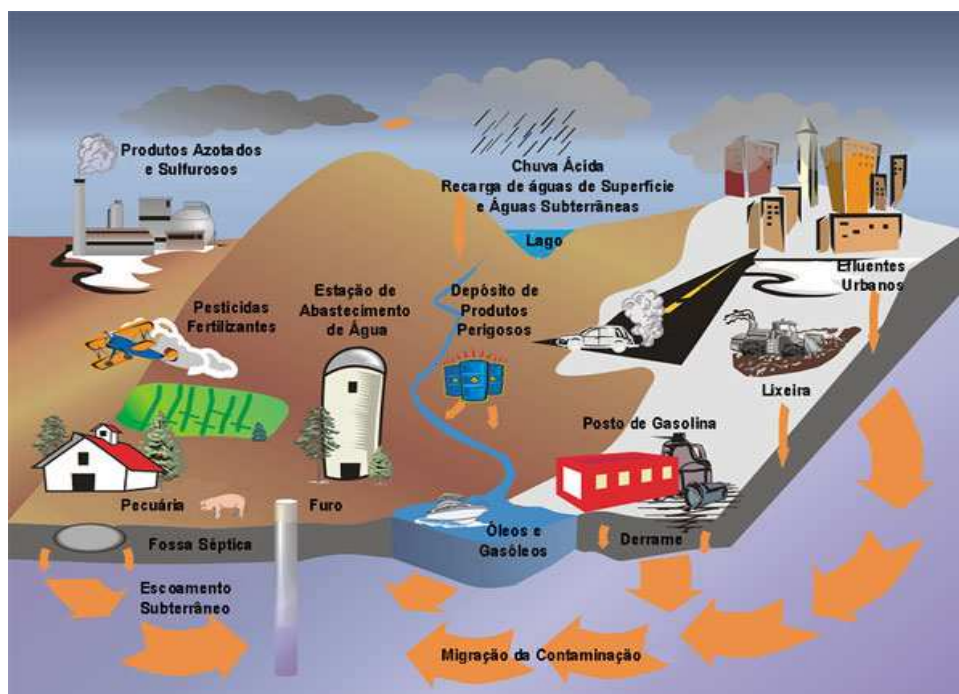 Produtos Azotados
e Sulfurosos
Chuva Ácida
Recarga de águas de Superfície
e Águas Subterrâneas
Lago
Efluentes
Urbanos
Pesticidas
Fertilizantes
Estação de
Abastecimento
de Água
Depósito de
Produtos
Perigosos
Lixeira
Posto de Gasolina
Pecuária
Furo
Fossa Séptica
Óleos e
Gasóleos
Derrame
Escoamento
Subterrâneo
Migração da Contaminação